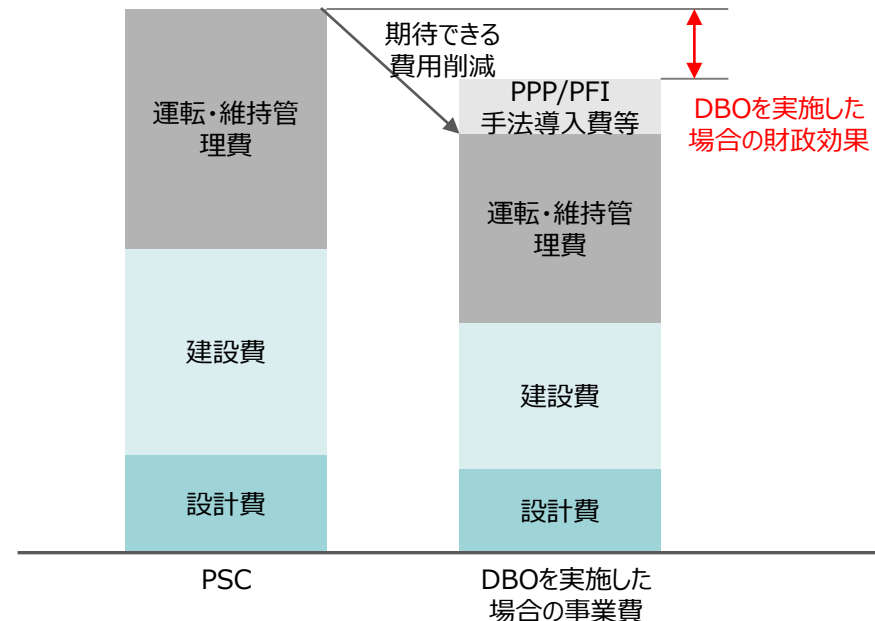 期待できる
費用削減
運転・維持管
理費
建設費
設計費
PPP/PFI
手法導入費等
運転・維持管
理費
建設費
設計費
DBOを実施した
場合の財政効果
PSC
DBOを実施した
場合の事業費